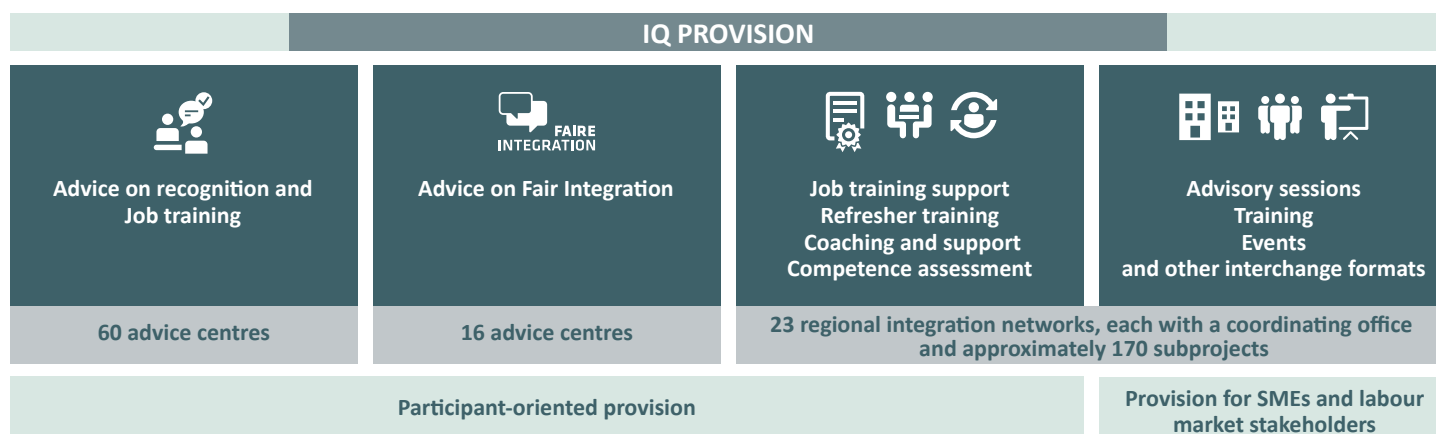 IQ PROVISION
FAIRE
INTEGRATION
Advice on recognition and
Job training
Advice on Fair Integration
Job training support
Refresher training
Coaching and support
Competence assessment
Advisory sessions
Training
Events
and other interchange formats
60 advice centres
16 advice centres
23 regional integration networks, each with a coordinating office
and approximately 170 subprojects
Participant-oriented provision
Provision for SMEs and labour
market stakeholders